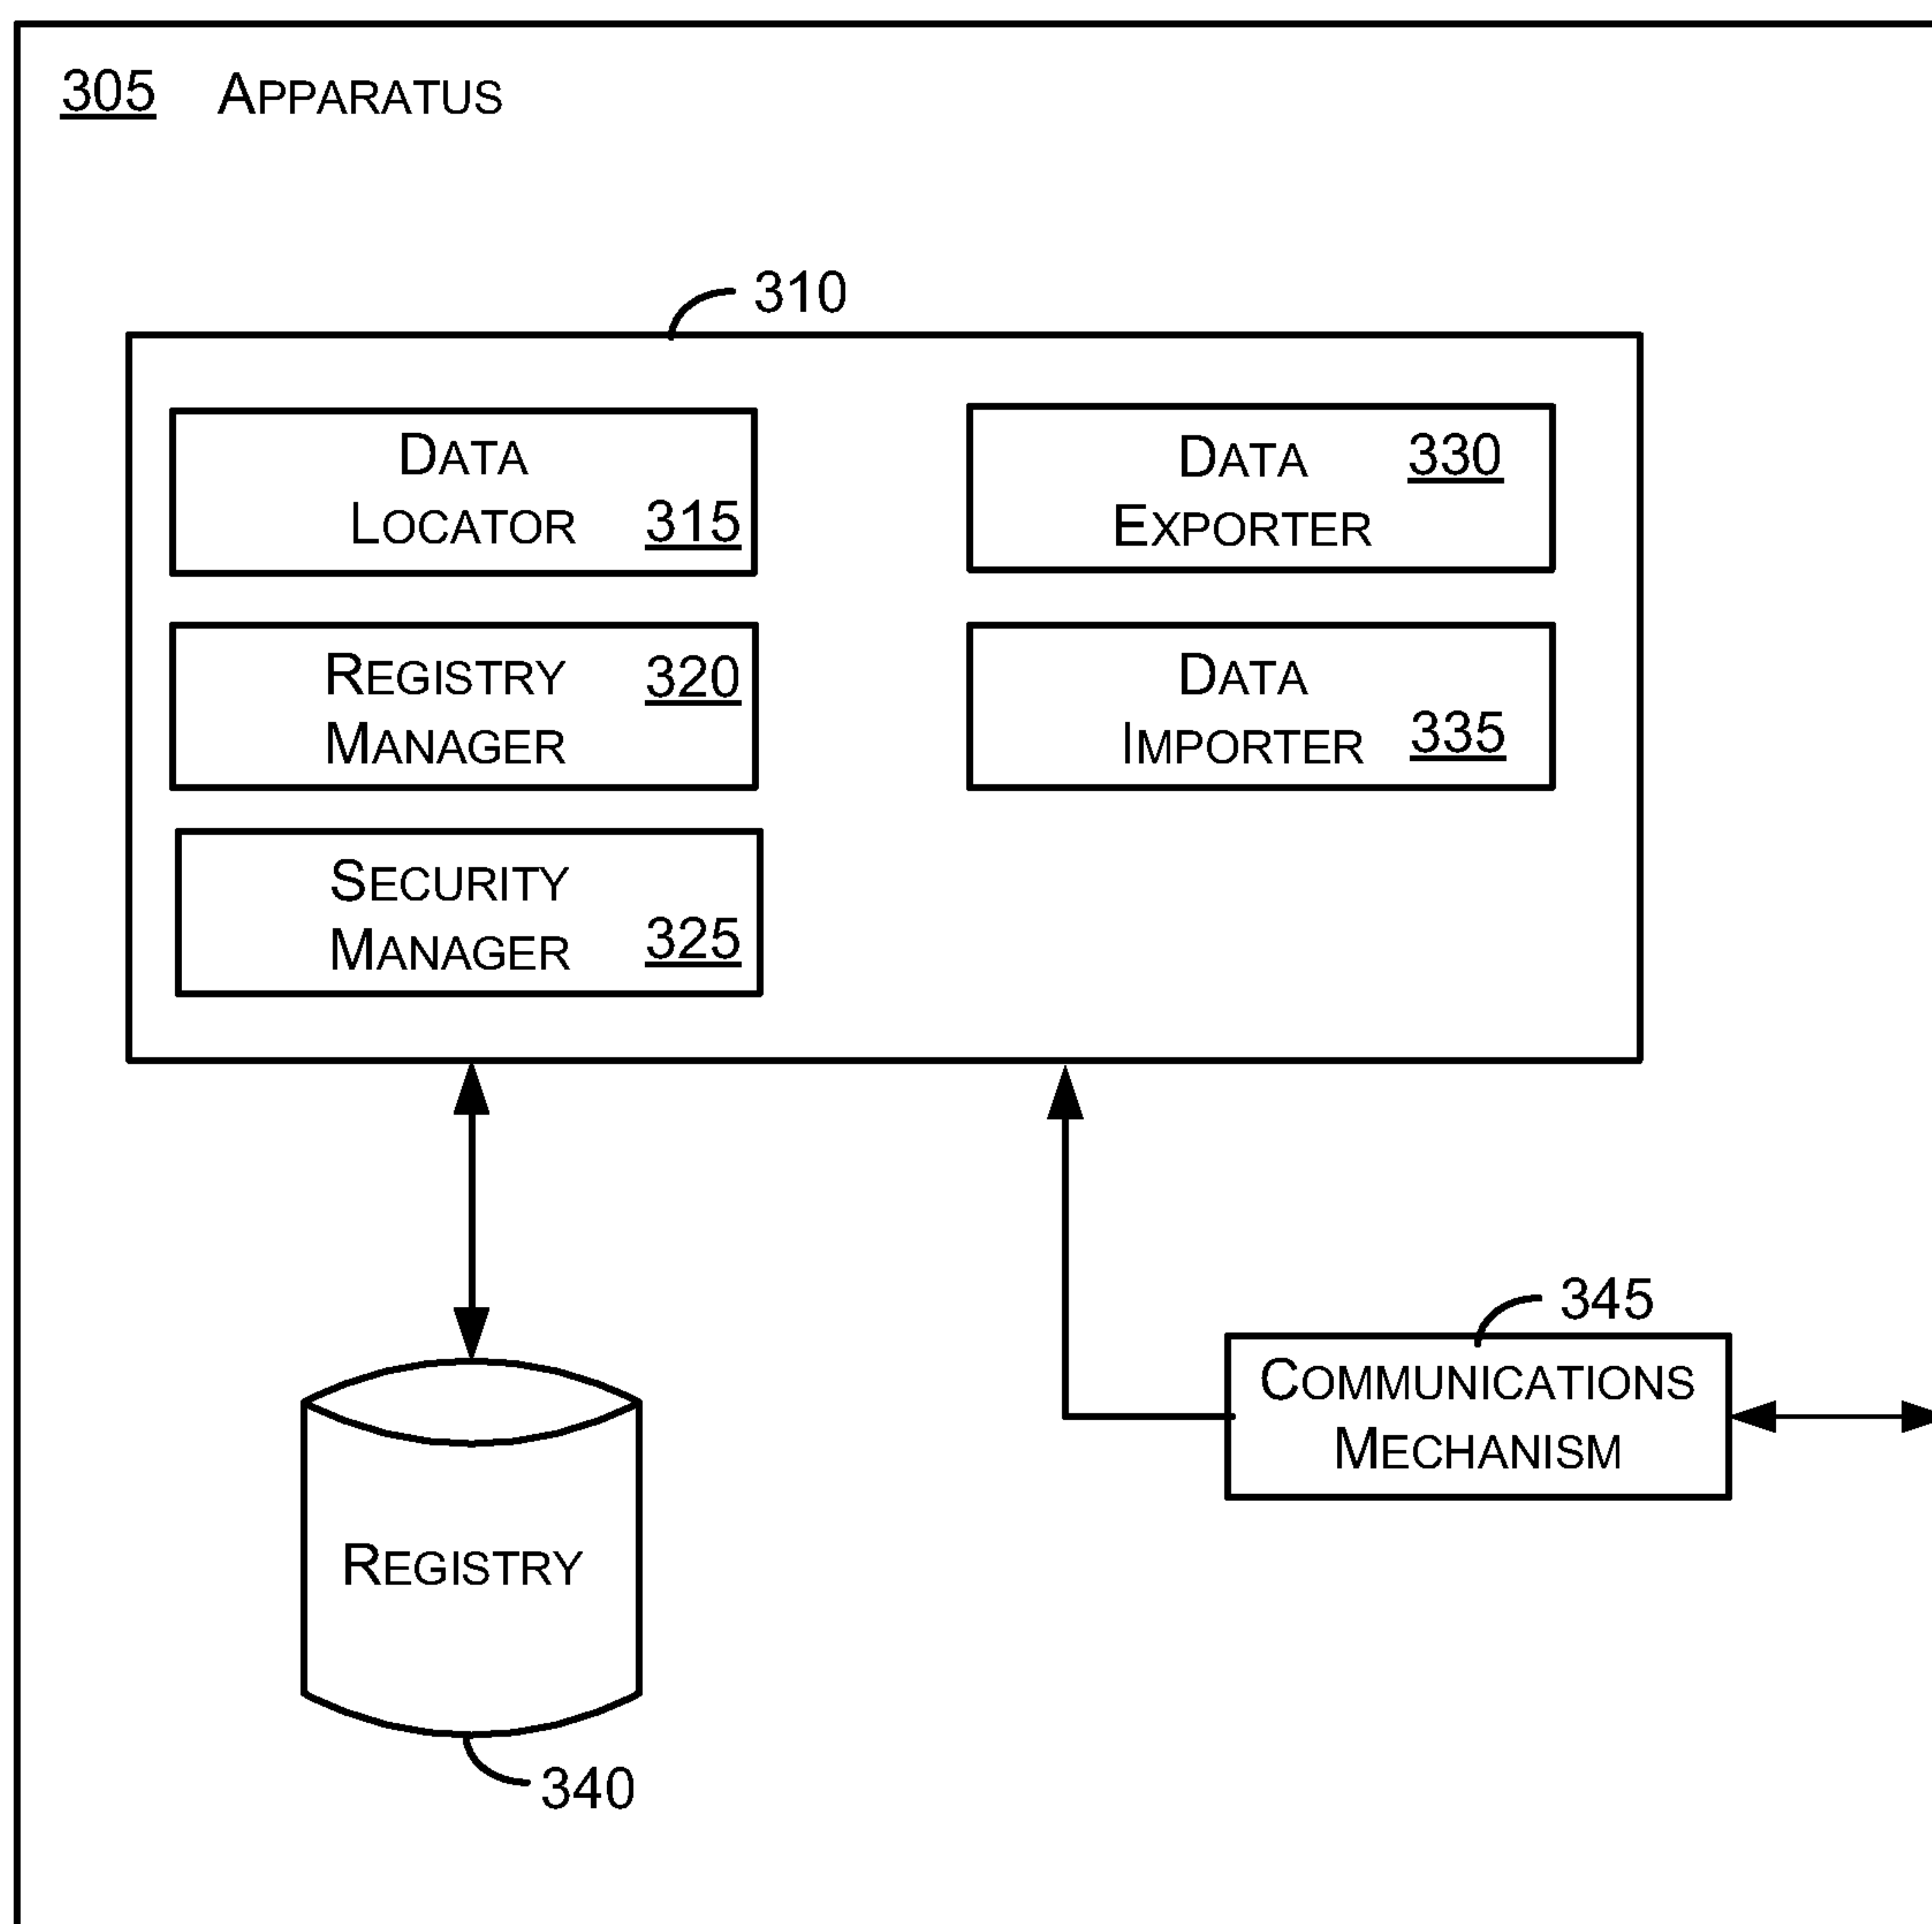 305 APPARATUS
310
DATA
LOCATOR 315
DATA 330
EXPORTER
REGISTRY 320
MANAGER
DATA
IMPORTER 335
SECURITY
MANAGER 325
345
COMMUNICATIONS
MECHANISM
REGISTRY
340